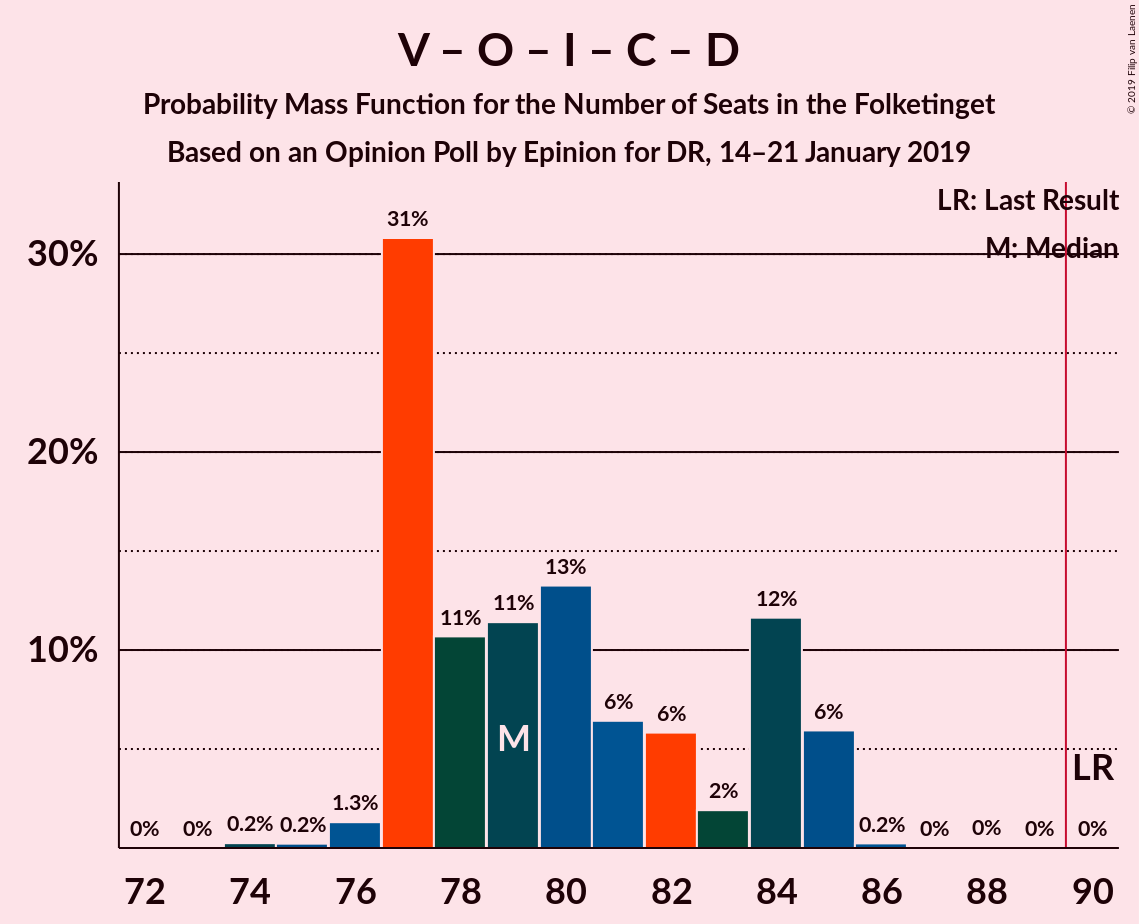 V – O – I – C – D
Probability Mass Function for the Number of Seats in the Folketinget
Based on an Opinion Poll by Epinion for DR, 14–21 January 2019
© 2019 Filip van Laenen
LR: Last Result
M: Median
30%
20%
10%
0%
0%
0.2%
0.2%
1.3%
31%
11%
11%
13%
6%
6%
2%
12%
6%
0.2%
0%
0%
0%
0%
M
LR
72 74 76 78 80 82 84 86 88 90